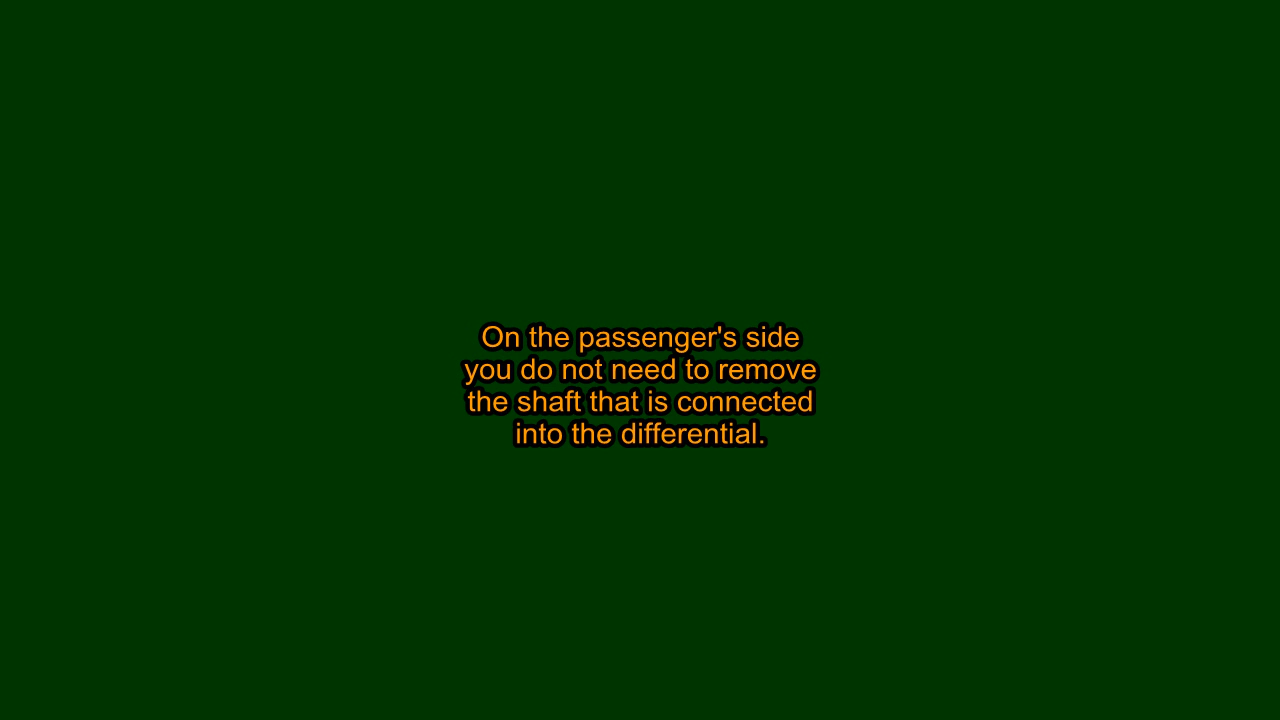 On the passenger's side
you do not need to remove
the shaft that is connected
into the differential.